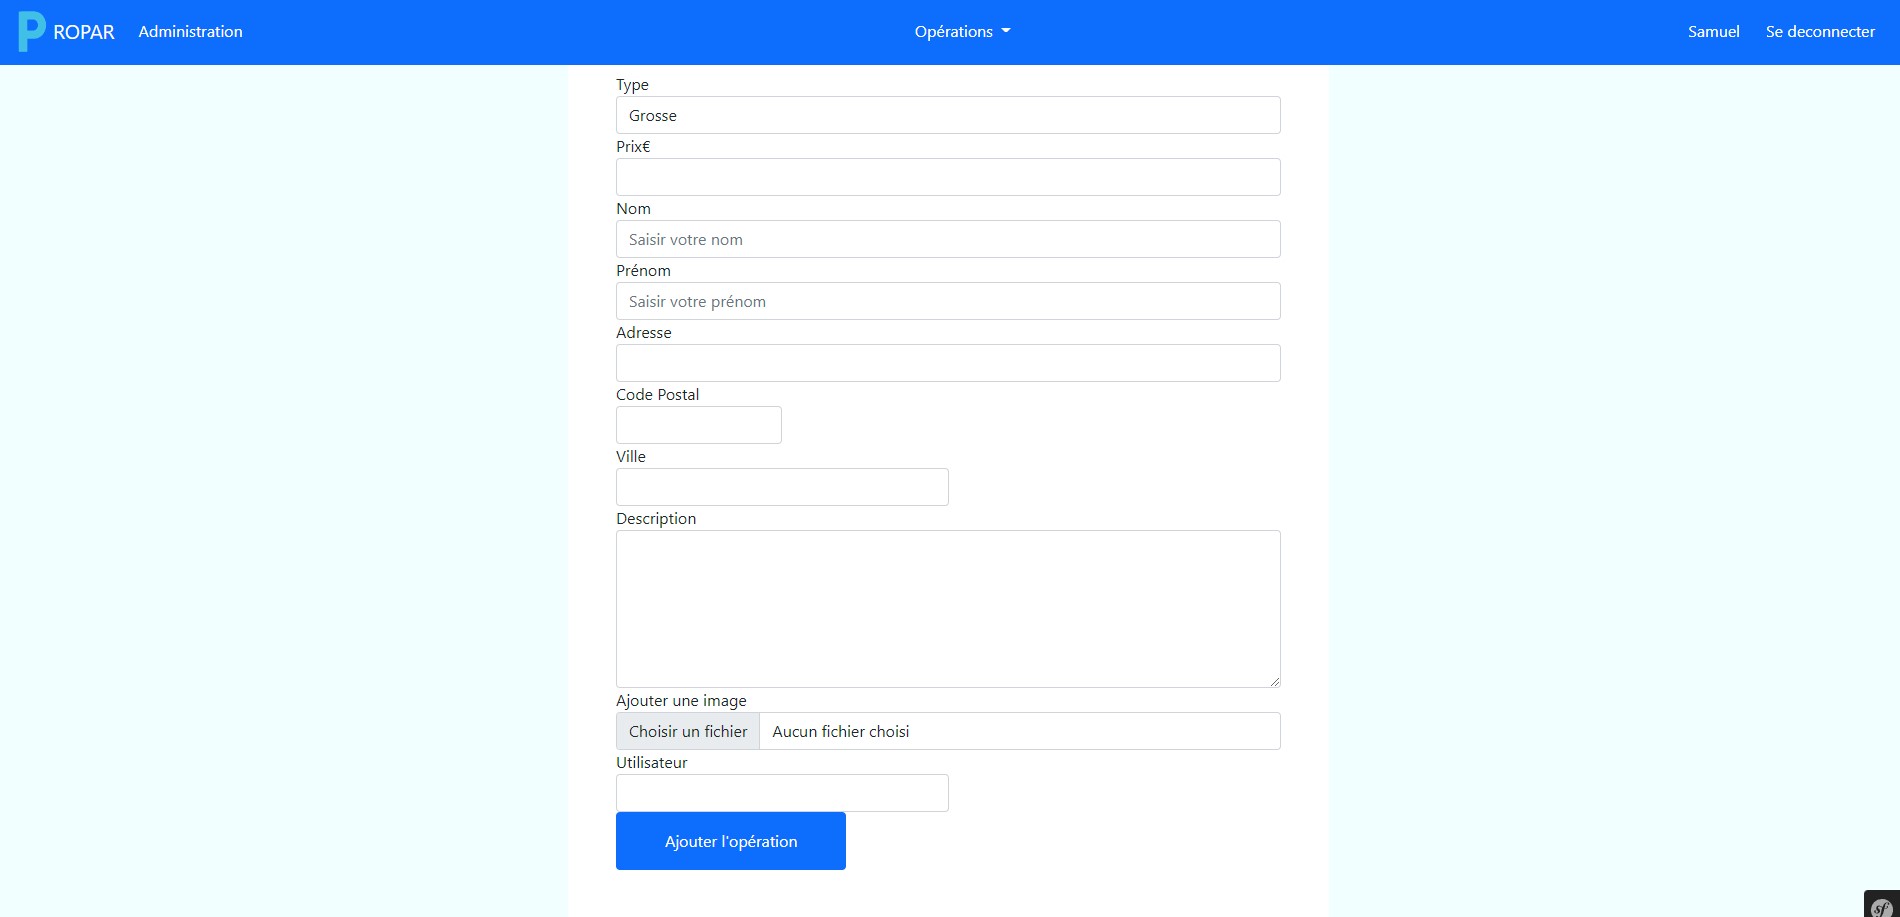 PROPAR Administration Opérations Samuel Se deconnecter
Type
Grosse
Prix€
Nom
Saisir votre nom
Prénom
Saisir votre prénom
Adresse
Code Postal
Ville
Description
Ajouter une image
Choisir un fichier Aucun fichier choisi
Utilisateur
Ajouter l'opération
sf